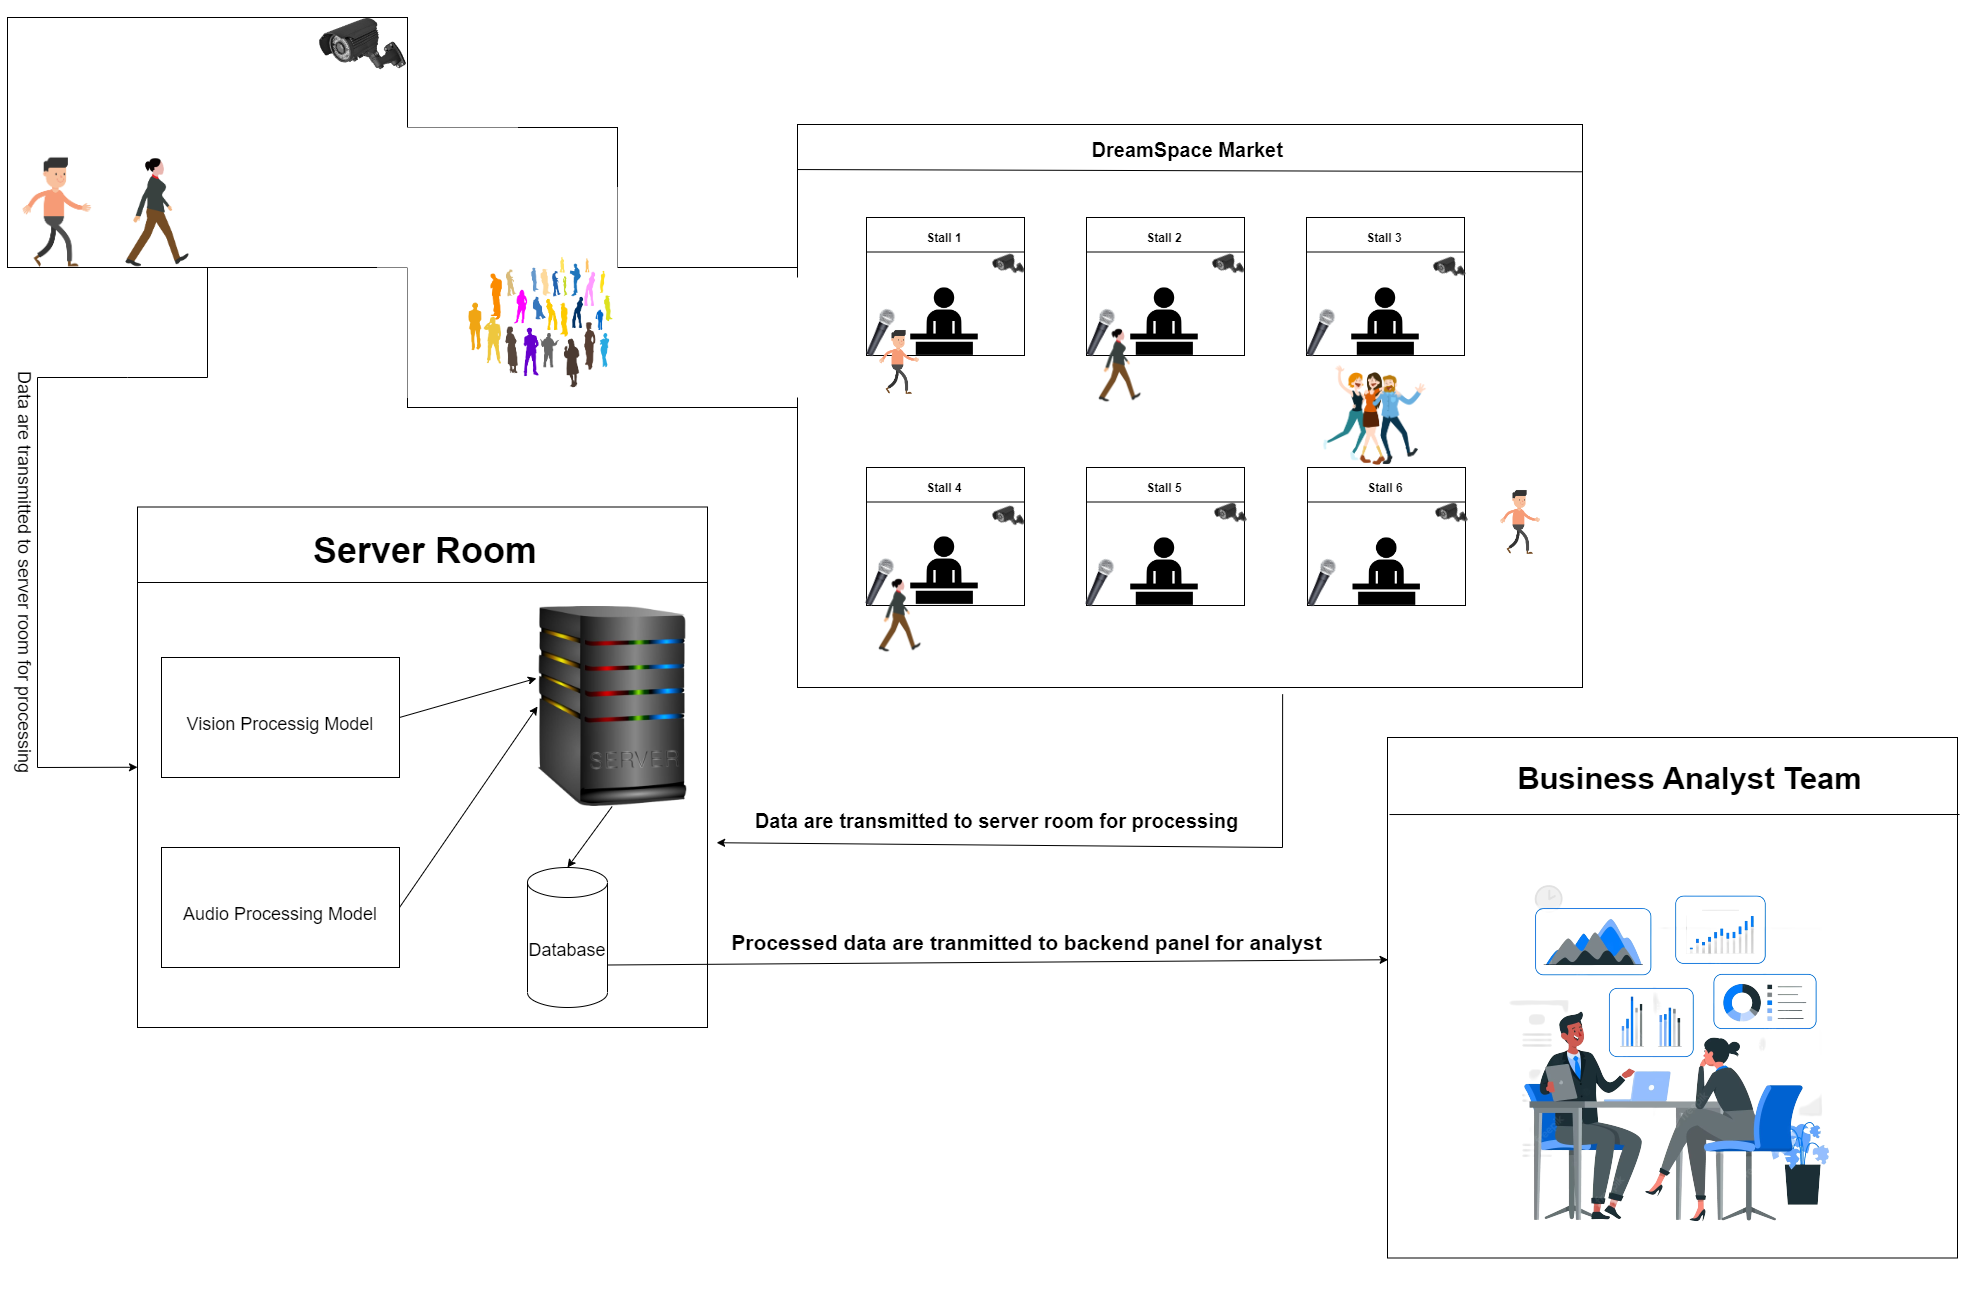 DreamSpace Market
Stall 1
Stall 2
Stall 3
Stall 4
Stall 5
Stall 6
Data are transmitted to server room for processing
Server Room
Vision Processig Model
SERVER
Audio Processing Model
Database
Data are transmitted to server room for processing
Processed data are tranmitted to backend panel for analyst
Business Analyst Team